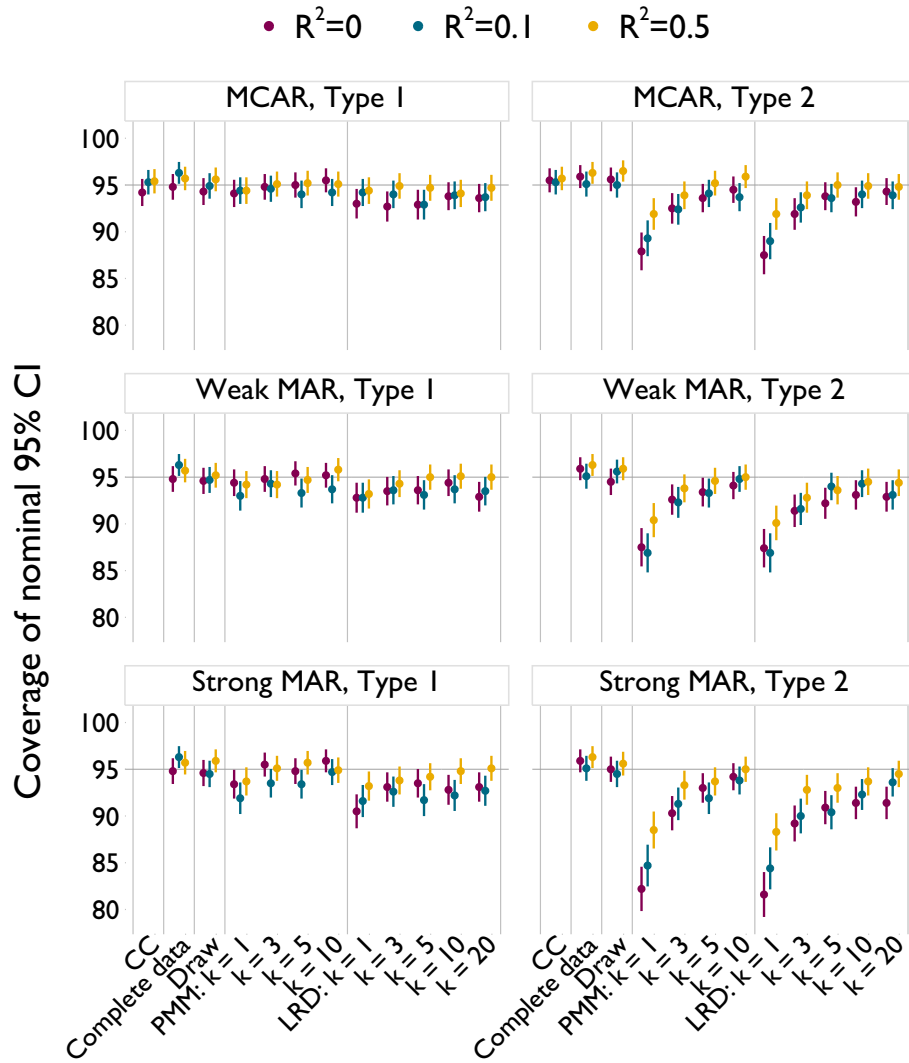 R²=0 R²=0.1 R²=0.5
MCAR, Type 1
MCAR, Type 2
100
95
90
85
80
Weak MAR, Type 1
Weak MAR, Type 2
100
95
90
85
80
Strong MAR, Type 1
Strong MAR, Type 2
100
95
90
85
80
Coverage of nominal 95% CI
CC
Complete data
Draw
PMM: k = 1
k = 3
k = 5
k = 10
LRD: k = 1
k = 3
k = 5
k = 10
k = 20
CC
Complete data
Draw
PMM: k = 1
k = 3
k = 5
k = 10
LRD: k = 1
k = 3
k = 5
k = 10
k = 20